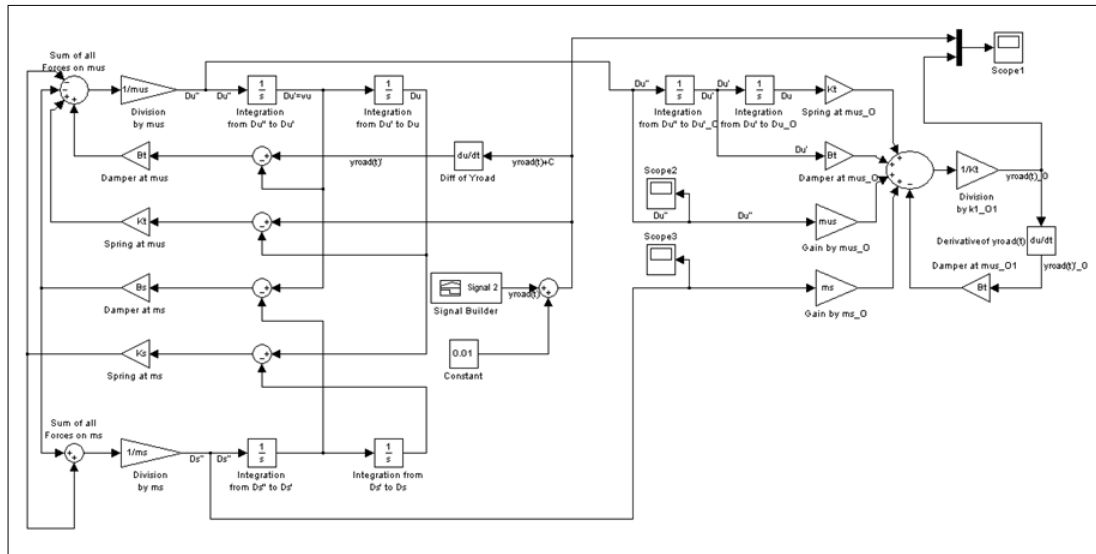 Sum of all
Forces on mus
1/mus
Division
by mus
Du"
Du"
1
s
Integration
from Du" to Du'
Du'=vu
1
s
Integration
from Du' to Du
Du
Bt
Damper at mus
yroad(t)'
du/dt
Diff of Yroad
yroad(t)+C
Kt
Spring at mus
Bs
Damper at ms
Signal 2
Signal Builder
yroad(t)
Ks
Spring at ms
0.01
Constant
Sum of all
Forces on ms
1/ms
Division
by ms
Ds"
Ds"
1
s
Integration
from Ds" to Ds'
1
s
Integration from
Ds' to Ds
Scope1
Du"
1
s
Integration
from Du" to Du'_O
Du'
1
s
Integration
from Du' to Du_O
Du
Kt
Spring at mus_O
Du'
Bt
Damper at mus_O
Scope2
Du"
Du"
mus
Gain by mus_O
Scope3
ms
Gain by ms_O
1/Kt
Division
by k1_O1
yroad(t)_0
Derivative of yroad(t)
du/dt
yroad(t)'_0
Damper at mus_O1
Bt